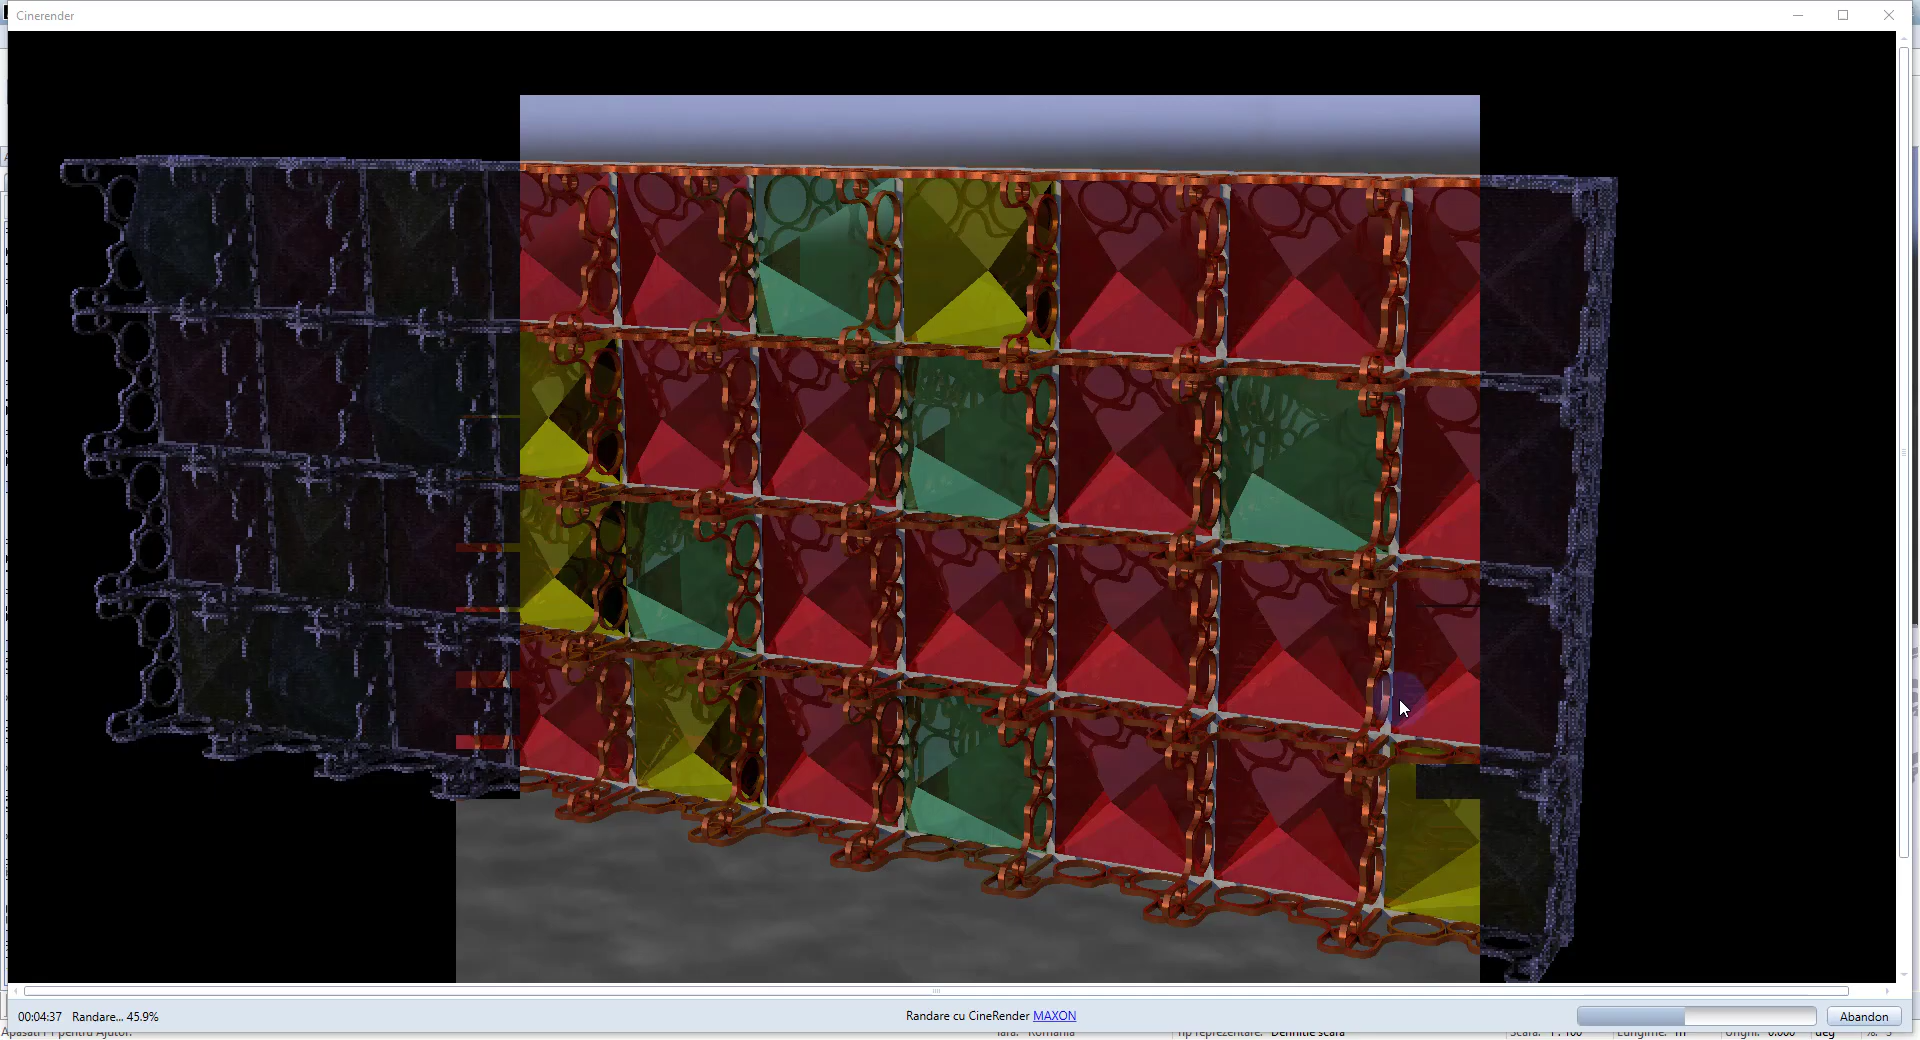 Cinerender
00:04:37 Randare... 45.9%
Randare cu CineRender MAXON
Abandon